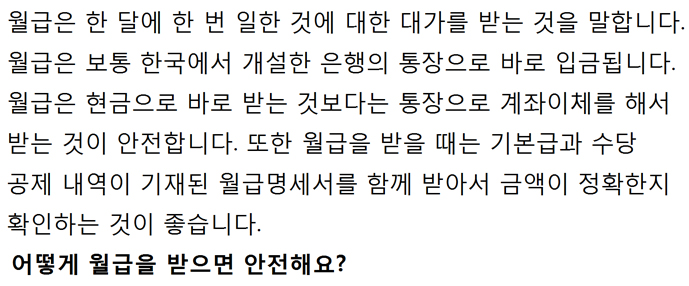 월급은 한 달에 한 번 일한 것에 대한 대가를 받는 것을 말합니다.
월급은 보통 한국에서 개설한 은행의 통장으로 바로 입금됩니다.
월급은 현금으로 바로 받는 것보다는 통장으로 계좌이체를 해서
받는 것이 안전합니다. 또한 월급을 받을 때는 기본급과 수당
공제 내역이 기재된 월급명세서를 함께 받아서 금액이 정확한지
확인하는 것이 좋습니다.
어떻게 월급을 받으면 안전해요?